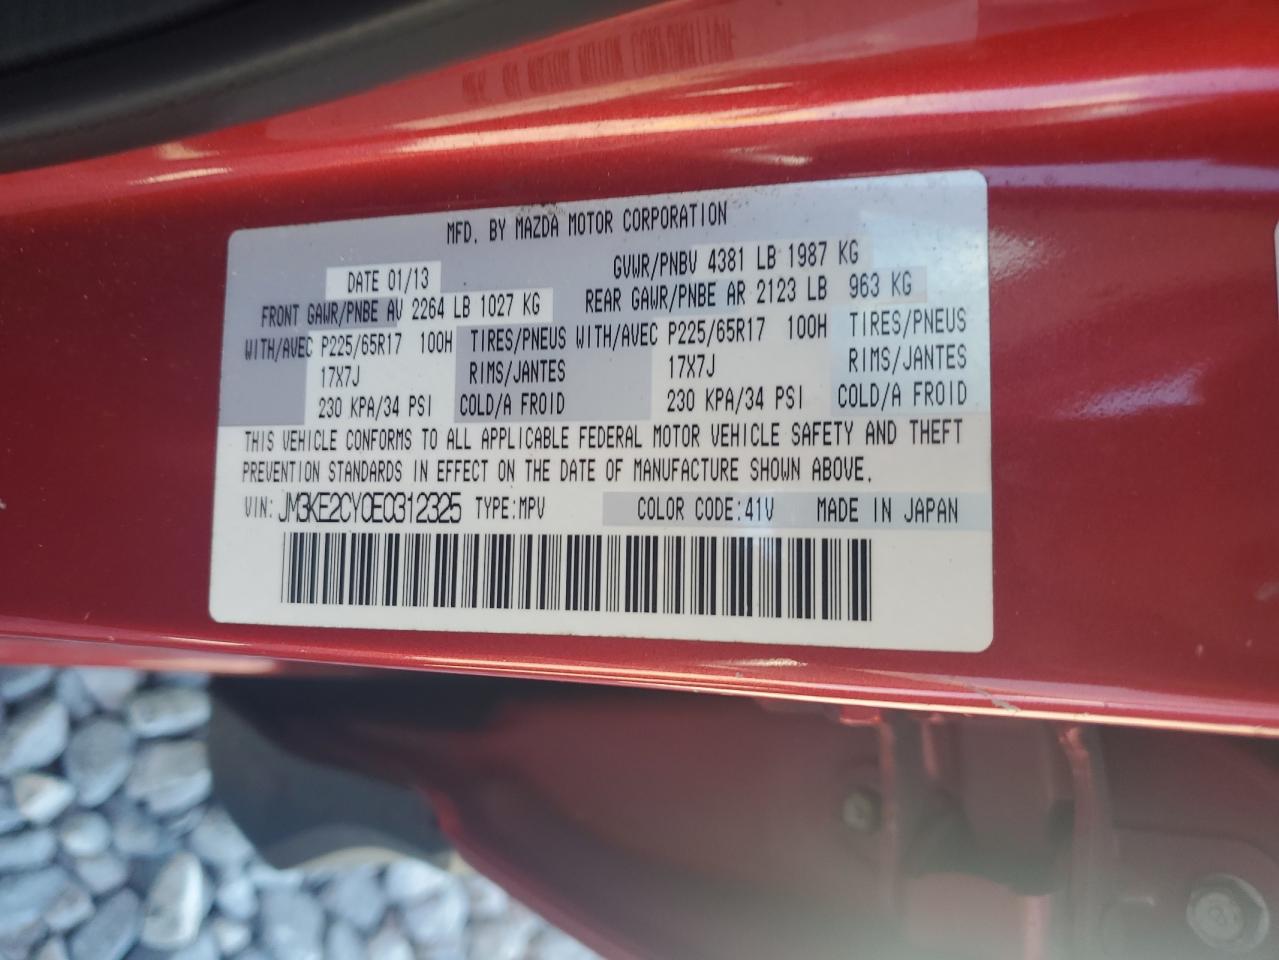 MFD. BY MAZDA MOTOR CORPORATION
DATE 01/13 GVWR/PNBV 4381 LB 1987 KG
FRONT GAWR/PNBE AV 2264 LB 1027 KG REAR GAWR/PNBE AR 2123 LB 963 KG
WITH/AVEC P225/65R17 100H TIRES/PNEUS WITH/AVEC P225/65R17 100H TIRES/PNEUS
17X7J RIMS/JANTES 17X7J RIMS/JANTES
230 KPA/34 PSI COLD/A FROID 230 KPA/34 PSI COLD/A FROID
THIS VEHICLE CONFORMS TO ALL APPLICABLE FEDERAL MOTOR VEHICLE SAFETY AND THEFT
PREVENTION STANDARDS IN EFFECT ON THE DATE OF MANUFACTURE SHOWN ABOVE.
VIN: JM3KE2CY0E0312325 TYPE:MPV COLOR CODE:41V MADE IN JAPAN